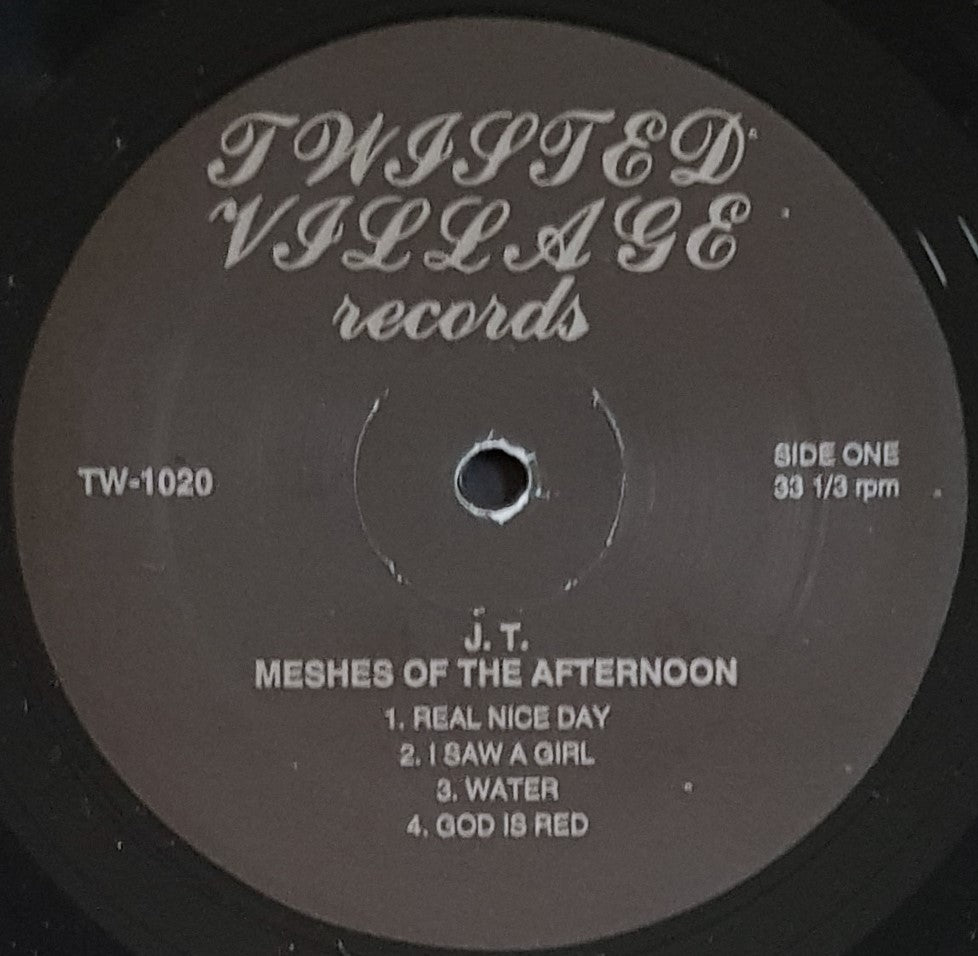 TWISTED
VILLAGE
records
TW-1020
SIDE ONE
33 1/3 rpm
J. T.
MESHES OF THE AFTERNOON
1. REAL NICE DAY
2. I SAW A GIRL
3. WATER
4. GOD IS RED